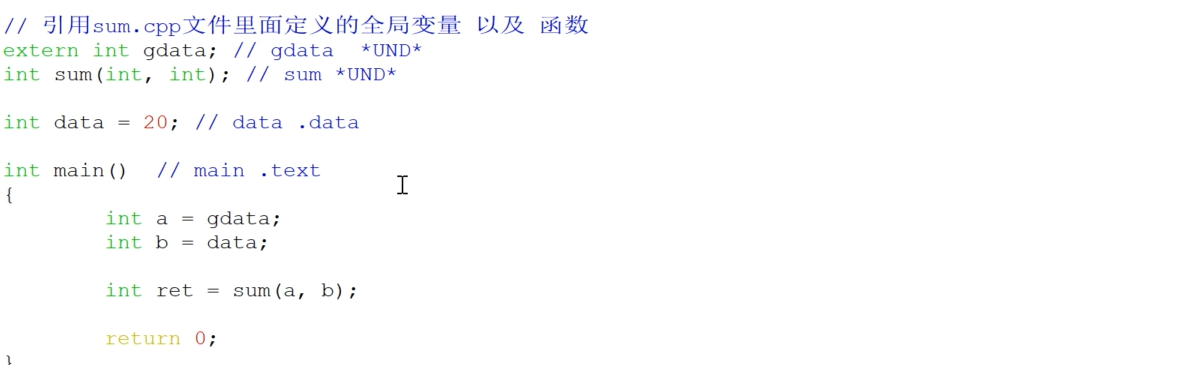 // 引用sum.cpp文件里面定义的全局变量 以及 函数
extern int gdata; // gdata  *UND*
int sum(int, int); // sum *UND*
int data = 20; // data .data
int main()  // main .text
{
int a = gdata;
int b = data;
int ret = sum(a, b);
return 0;
}